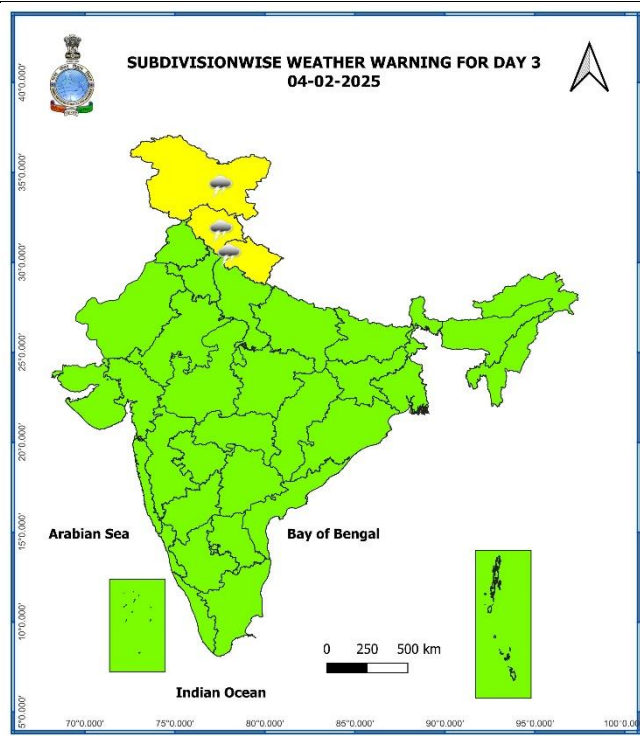 SUBDIVISIONWISE WEATHER WARNING FOR DAY 3
04-02-2025
40°0.000'
35°0.000'
30°0.000'
25°0.000'
20°0.000'
15°0.000'
10°0.000'
5°0.000'
Arabian Sea
Bay of Bengal
0 250 500 km
Indian Ocean
70°0.000' 75°0.000' 80°0.000' 85°0.000' 90°0.000' 95°0.000' 100°0.00